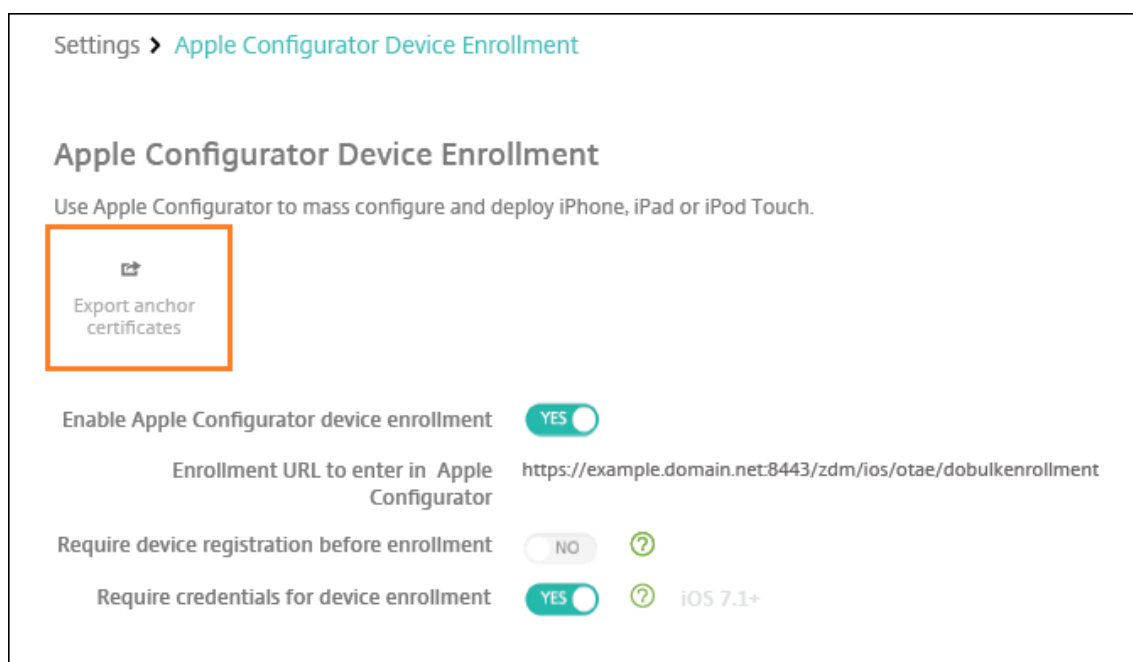 Settings > Apple Configurator Device Enrollment
Apple Configurator Device Enrollment
Use Apple Configurator to mass configure and deploy iPhone, iPad or iPod Touch.
Export anchor
certificates
Enable Apple Configurator device enrollment YES
Enrollment URL to enter in Apple https://example.domain.net:8443/zdm/ios/otae/dobulkenrollment
Configurator
Require device registration before enrollment NO ?
Require credentials for device enrollment YES ? iOS 7.1+